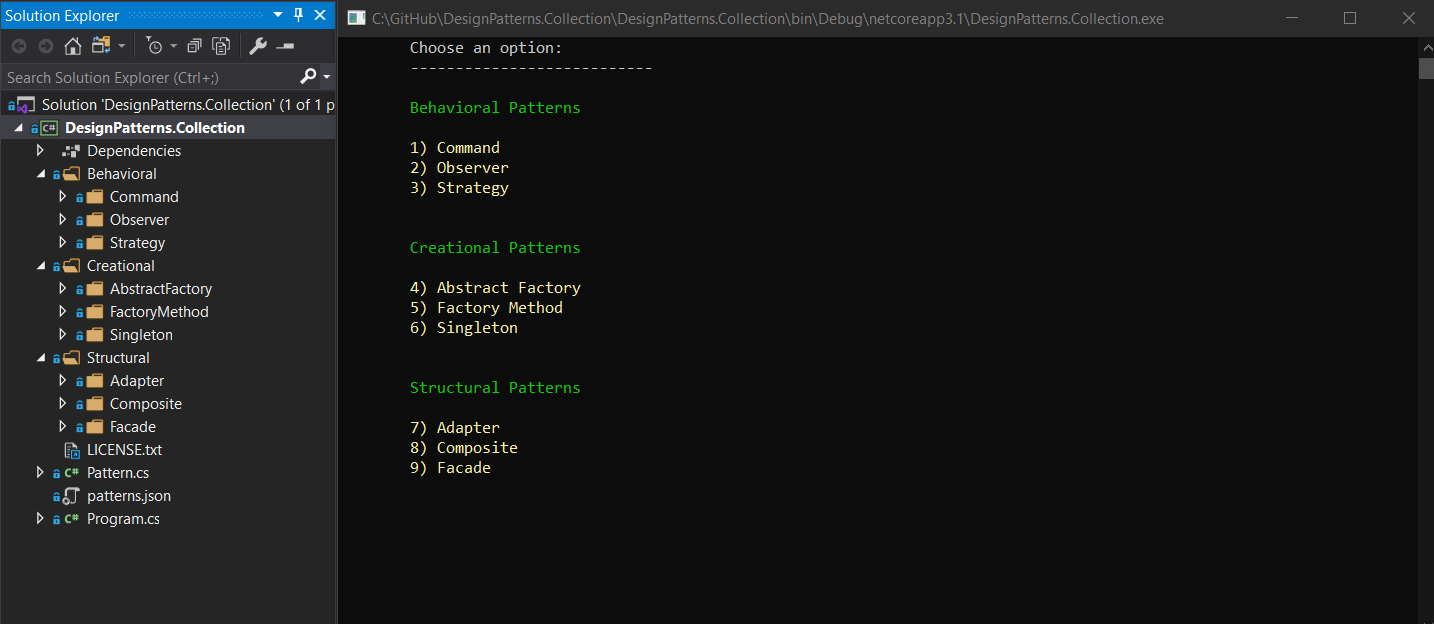 Solution Explorer
Search Solution Explorer (Ctrl+;)
Solution 'DesignPatterns.Collection' (1 of 1 p
C# DesignPatterns.Collection
Dependencies
Behavioral
Command
Observer
Strategy
Creational
AbstractFactory
FactoryMethod
Singleton
Structural
Adapter
Composite
Facade
LICENSE.txt
C# Pattern.cs
patterns.json
C# Program.cs
C:\GitHub\DesignPatterns.Collection\DesignPatterns.Collection\bin\Debug\netcoreapp3.1\DesignPatterns.Collection.exe
Choose an option:
---------------------------
Behavioral Patterns
1) Command
2) Observer
3) Strategy
Creational Patterns
4) Abstract Factory
5) Factory Method
6) Singleton
Structural Patterns
7) Adapter
8) Composite
9) Facade